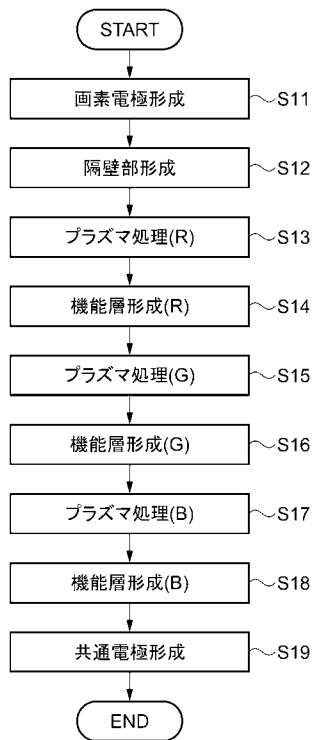 START
画素電極形成 S11
隔壁部形成 S12
プラズマ処理(R) S13
機能層形成(R) S14
プラズマ処理(G) S15
機能層形成(G) S16
プラズマ処理(B) S17
機能層形成(B) S18
共通電極形成 S19
END